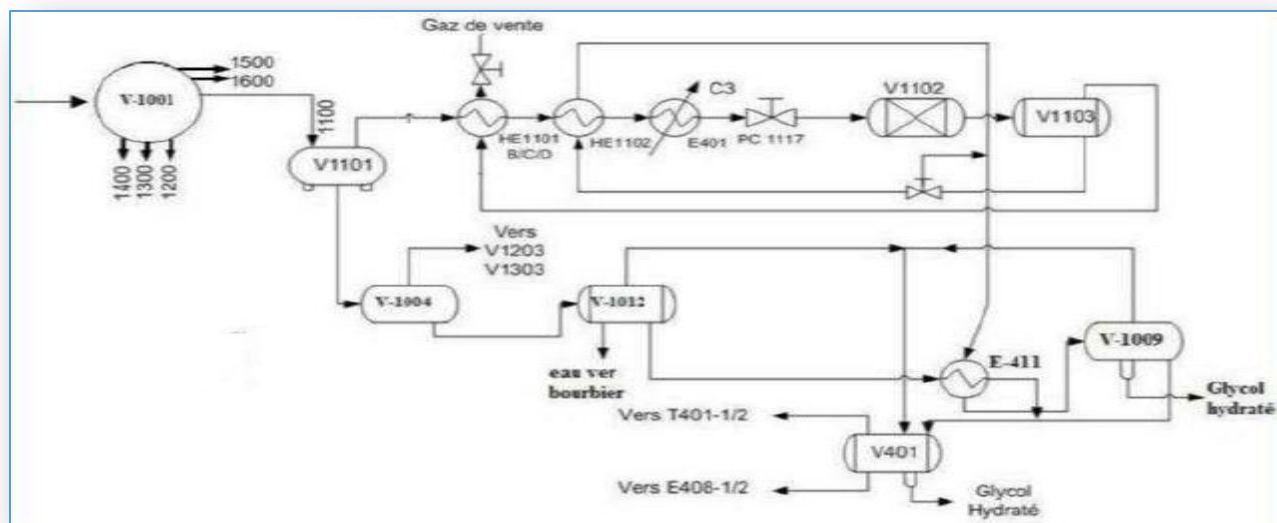 Gaz de vente
1500
1600
V-1001
1100
1400
1300
1200
V1101
HE1101
B/C/D
HE1102
C3
E401
PC 1117
V1102
V1103
Vers
V1203
V1303
V-1004
V-1012
eau ver
bourbier
E-411
V-1009
Glycol
hydraté
Vers T401-1/2
V401
Vers E408-1/2
Glycol
Hydraté